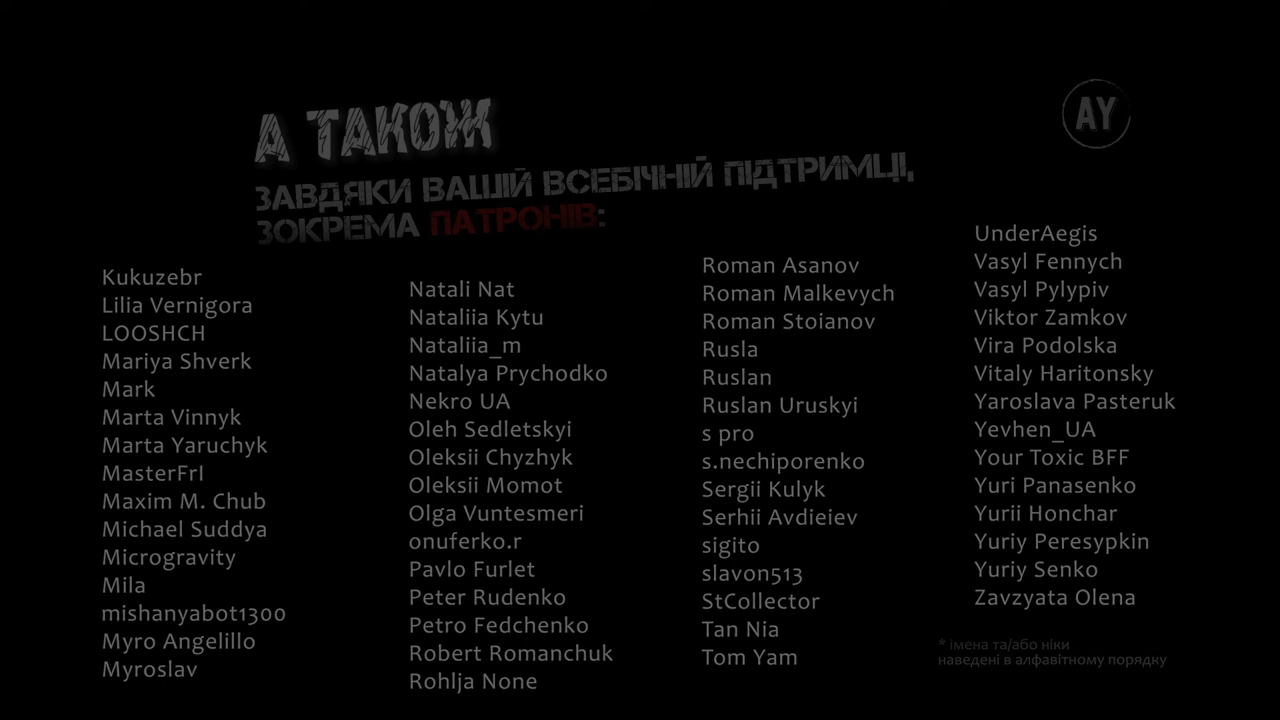 А ТАКОЖ
AY
ЗАВДЯКИ ВАШІЙ ВСЕБІЧНІЙ ПІДТРИМЦІ,
ЗОКРЕМА ПАТРОНІВ:
Kukuzebr
Lilia Vernigora
LOOSHCH
Mariya Shverk
Mark
Marta Vinnyk
Marta Yaruchyk
MasterFrI
Maxim M. Chub
Michael Suddya
Microgravity
Mila
mishanyabot1300
Myro Angelillo
Myroslav
Natali Nat
Nataliia Kytu
Nataliia_m
Natalya Prychodko
Nekro UA
Oleh Sedletskyi
Oleksii Chyzhyk
Oleksii Momot
Olga Vuntesmeri
onuferko.r
Pavlo Furlet
Peter Rudenko
Petro Fedchenko
Robert Romanchuk
Rohlja None
Roman Asanov
Roman Malkevych
Roman Stoianov
Rusla
Ruslan
Ruslan Uruskyi
s pro
s.nechiporenko
Sergii Kulyk
Serhii Avdieiev
sigito
slavon513
StCollector
Tan Nia
Tom Yam
UnderAegis
Vasyl Fennych
Vasyl Pylypiv
Viktor Zamkov
Vira Podolska
Vitaly Haritonsky
Yaroslava Pasteruk
Yevhen_UA
Your Toxic BFF
Yuri Panasenko
Yurii Honchar
Yuriy Peresypkin
Yuriy Senko
Zavzyata Olena
* імена та/або ніки
наведені в алфавітному порядку